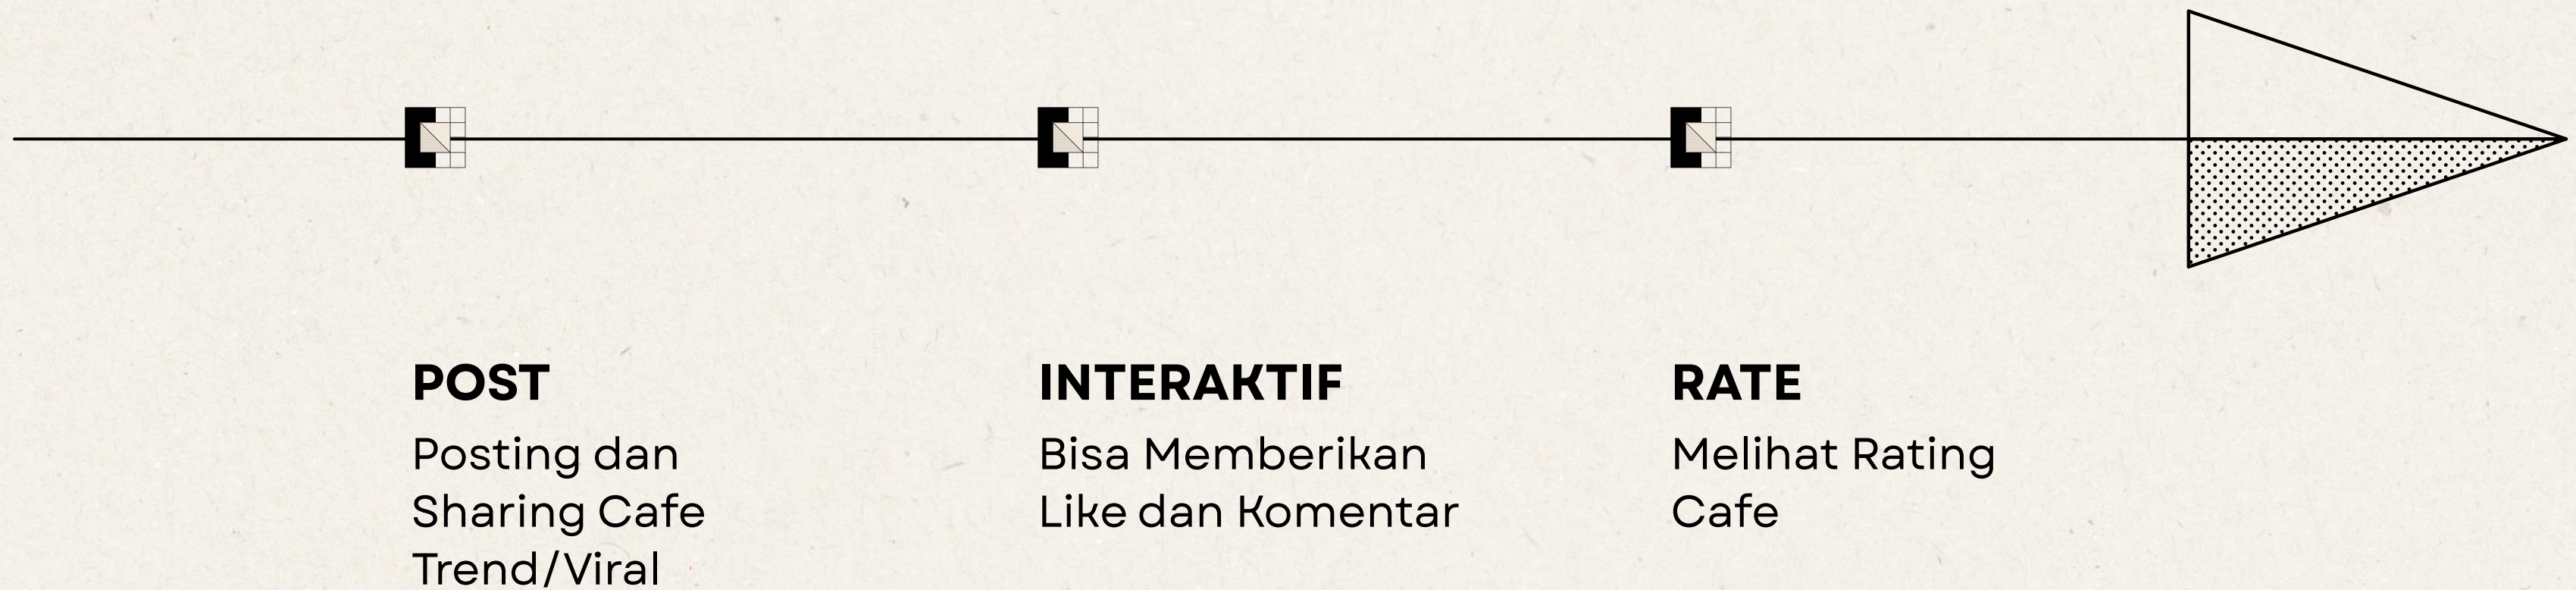 POST
Posting dan
Sharing Cafe
Trend/Viral
INTERAKTIF
Bisa Memberikan
Like dan Komentar
RATE
Melihat Rating
Cafe